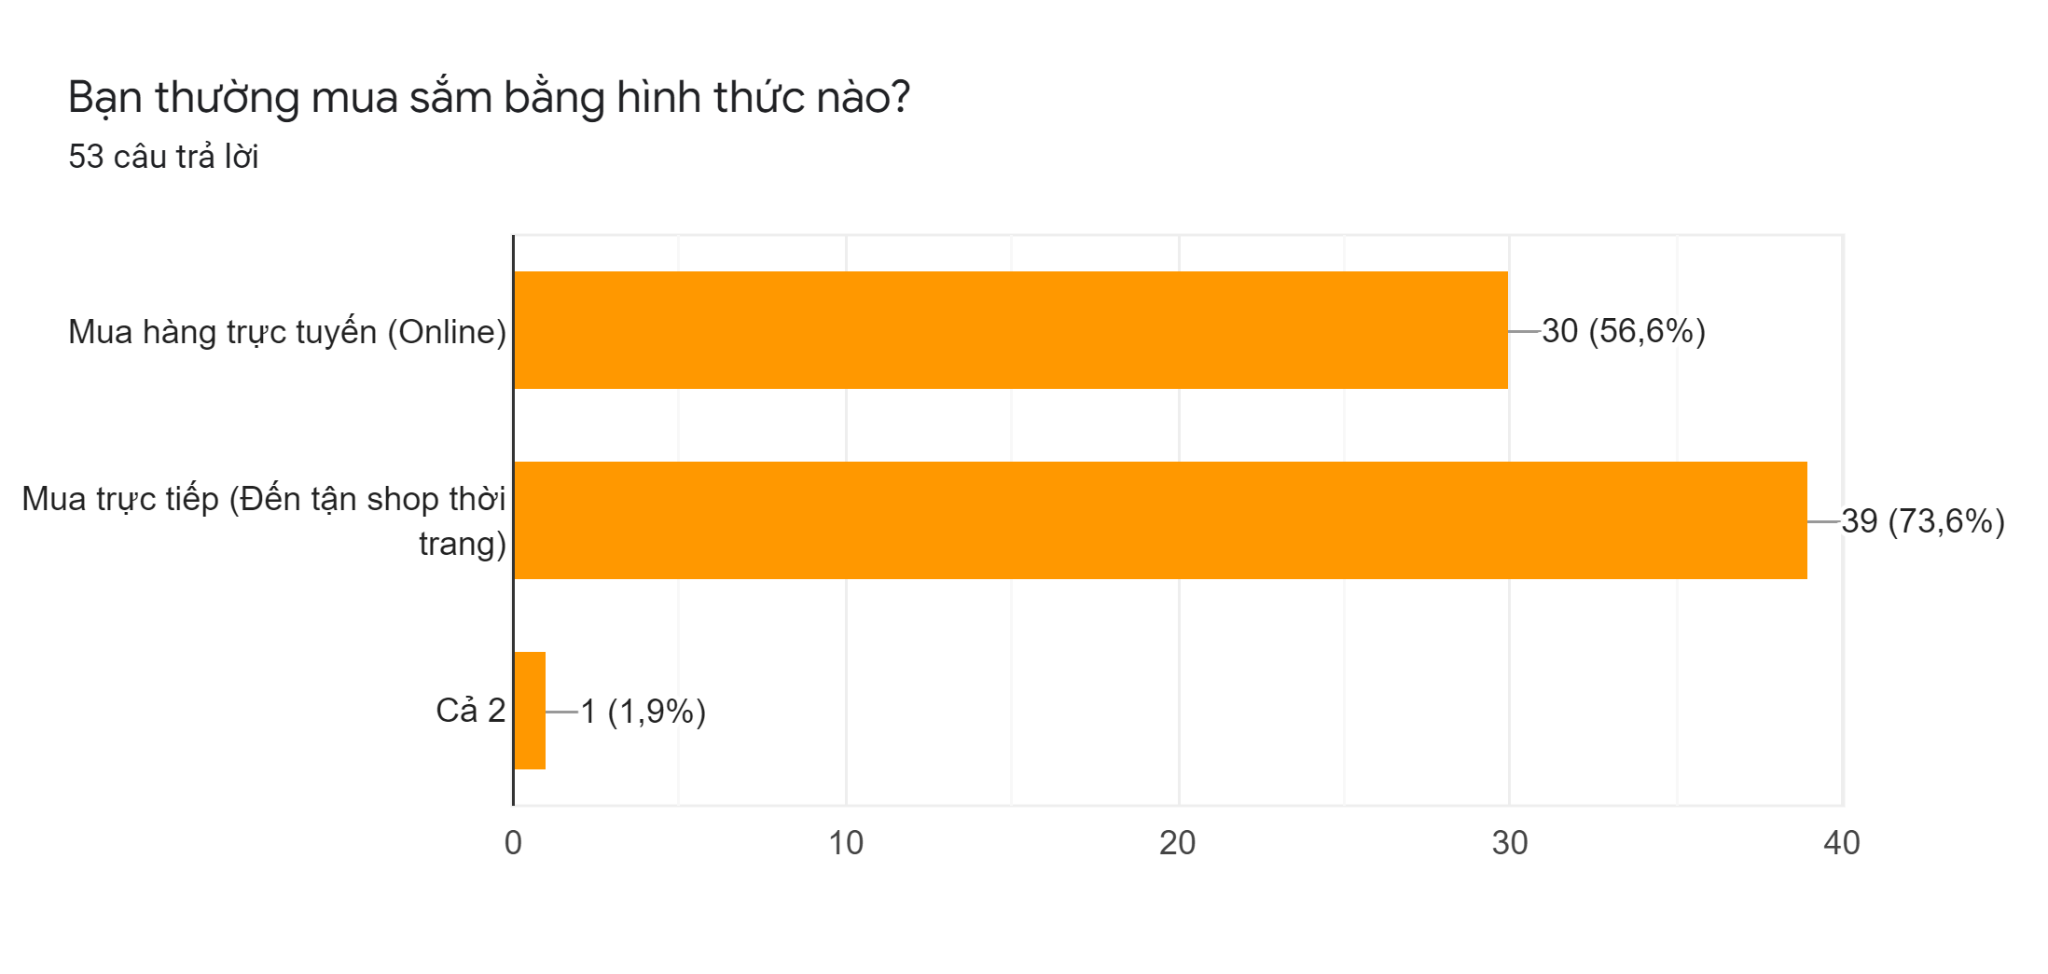 Bạn thường mua sắm bằng hình thức nào?
53 câu trả lời
Mua hàng trực tuyến (Online)
30 (56,6%)
Mua trực tiếp (Đến tận shop thời
trang)
39 (73,6%)
Cả 2
1 (1,9%)
0 10 20 30 40